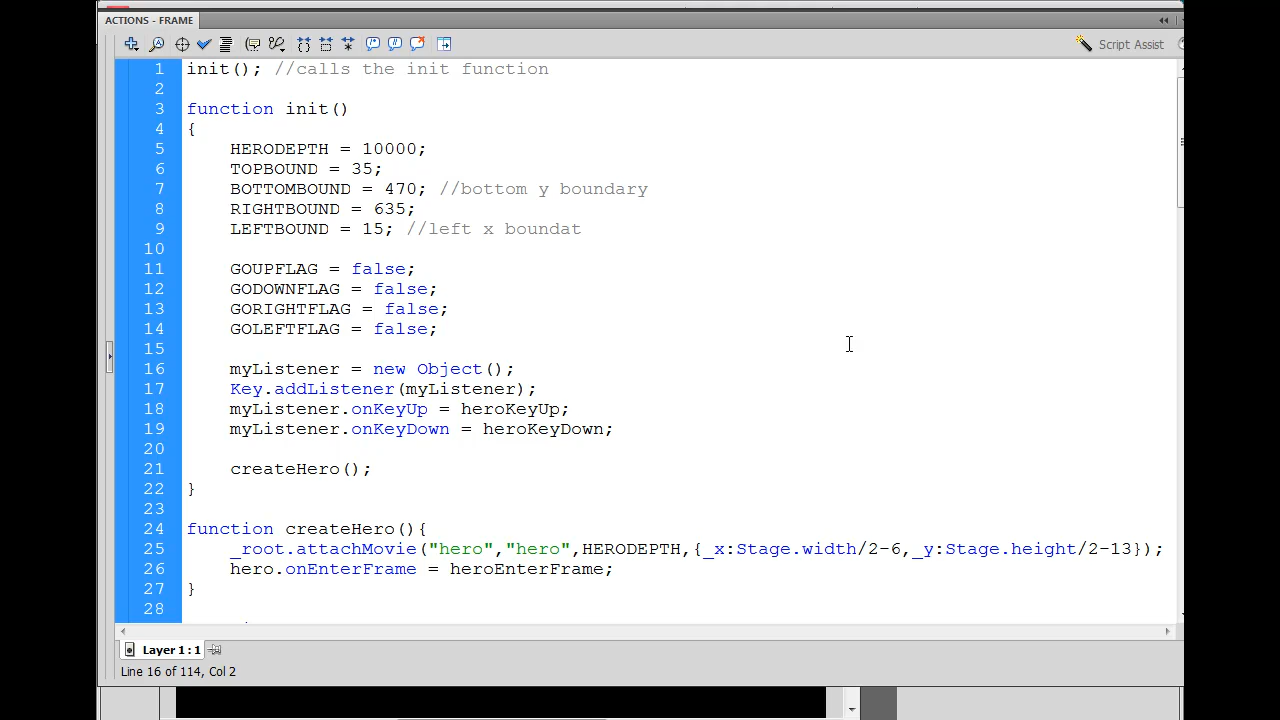 ACTIONS - FRAME
Script Assist
1 init(); //calls the init function
2
3 function init()
4 {
5 HERODEPTH = 10000;
6 TOPBOUND = 35;
7 BOTTOMBOUND = 470; //bottom y boundary
8 RIGHTBOUND = 635;
9 LEFTBOUND = 15; //left x boundat
10
11 GOUPFLAG = false;
12 GODOWNFLAG = false;
13 GORIGHTFLAG = false;
14 GOLEFTFLAG = false;
15
16 myListener = new Object();
17 Key.addListener(myListener);
18 myListener.onKeyUp = heroKeyUp;
19 myListener.onKeyDown = heroKeyDown;
20
21 createHero();
22 }
23
24 function createHero(){
25 _root.attachMovie("hero","hero",HERODEPTH,{_x:Stage.width/2-6,_y:Stage.height/2-13});
26 hero.onEnterFrame = heroEnterFrame;
27 }
28
Layer 1 : 1
Line 16 of 114, Col 2